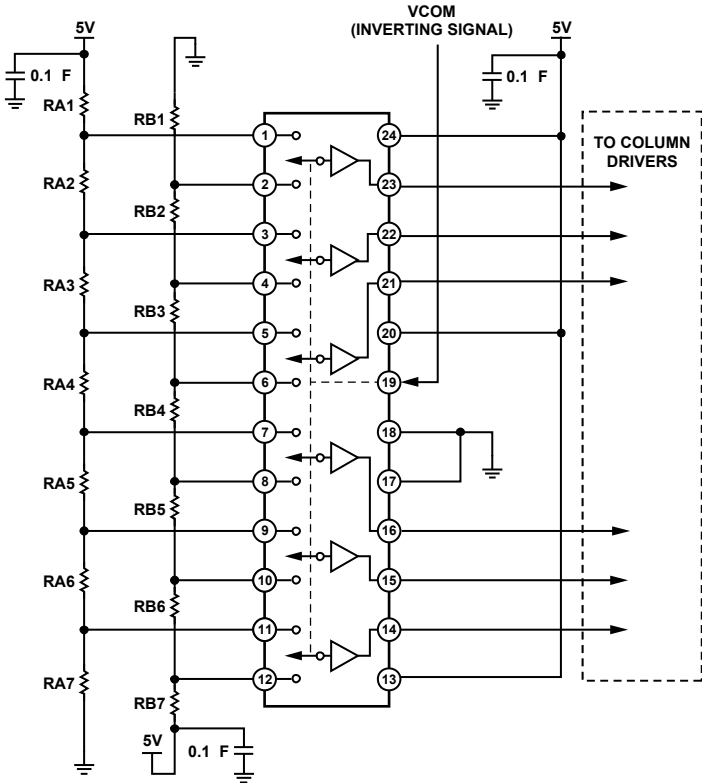 VCOM
(INVERTING SIGNAL)
5V
5V
0.1 F
0.1 F
RA1
RB1
1
24
TO COLUMN
DRIVERS
RA2
2
23
RB2
3
22
RA3
4
21
RB3
5
20
RA4
6
19
RB4
7
18
RA5
8
17
RB5
9
16
RA6
10
15
RB6
11
14
RA7
12
13
RB7
5V
0.1 F